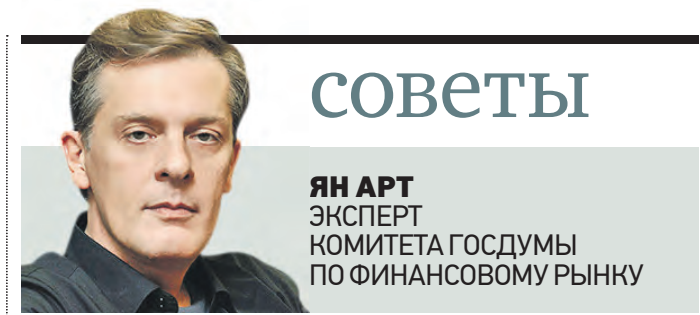 советы
ЯН АРТ
ЭКСПЕРТ
КОМИТЕТА ГОСДУМЫ
ПО ФИНАНСОВОМУ РЫНКУ